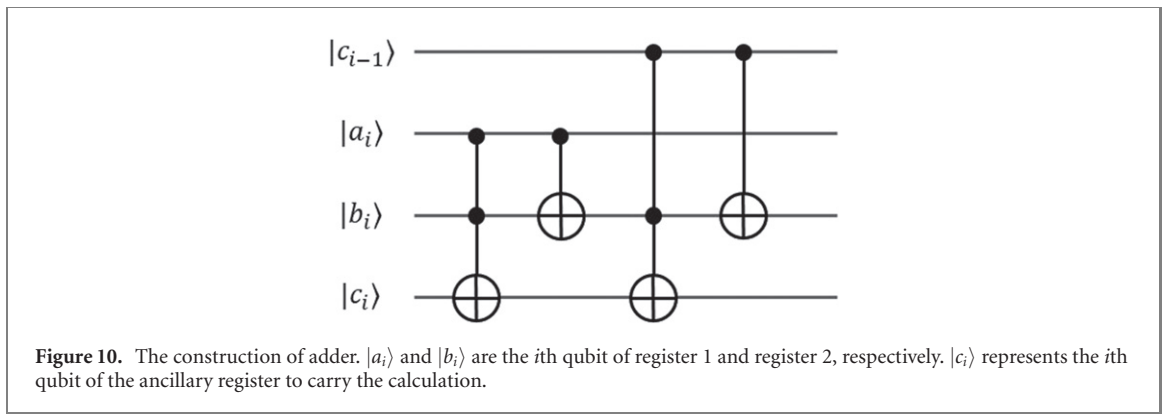 |c_{i−1}⟩
|a_i⟩
|b_i⟩
|c_i⟩
Figure 10. The construction of adder. |a_i⟩ and |b_i⟩ are the ith qubit of register 1 and register 2, respectively. |c_i⟩ represents the ith
qubit of the ancillary register to carry the calculation.